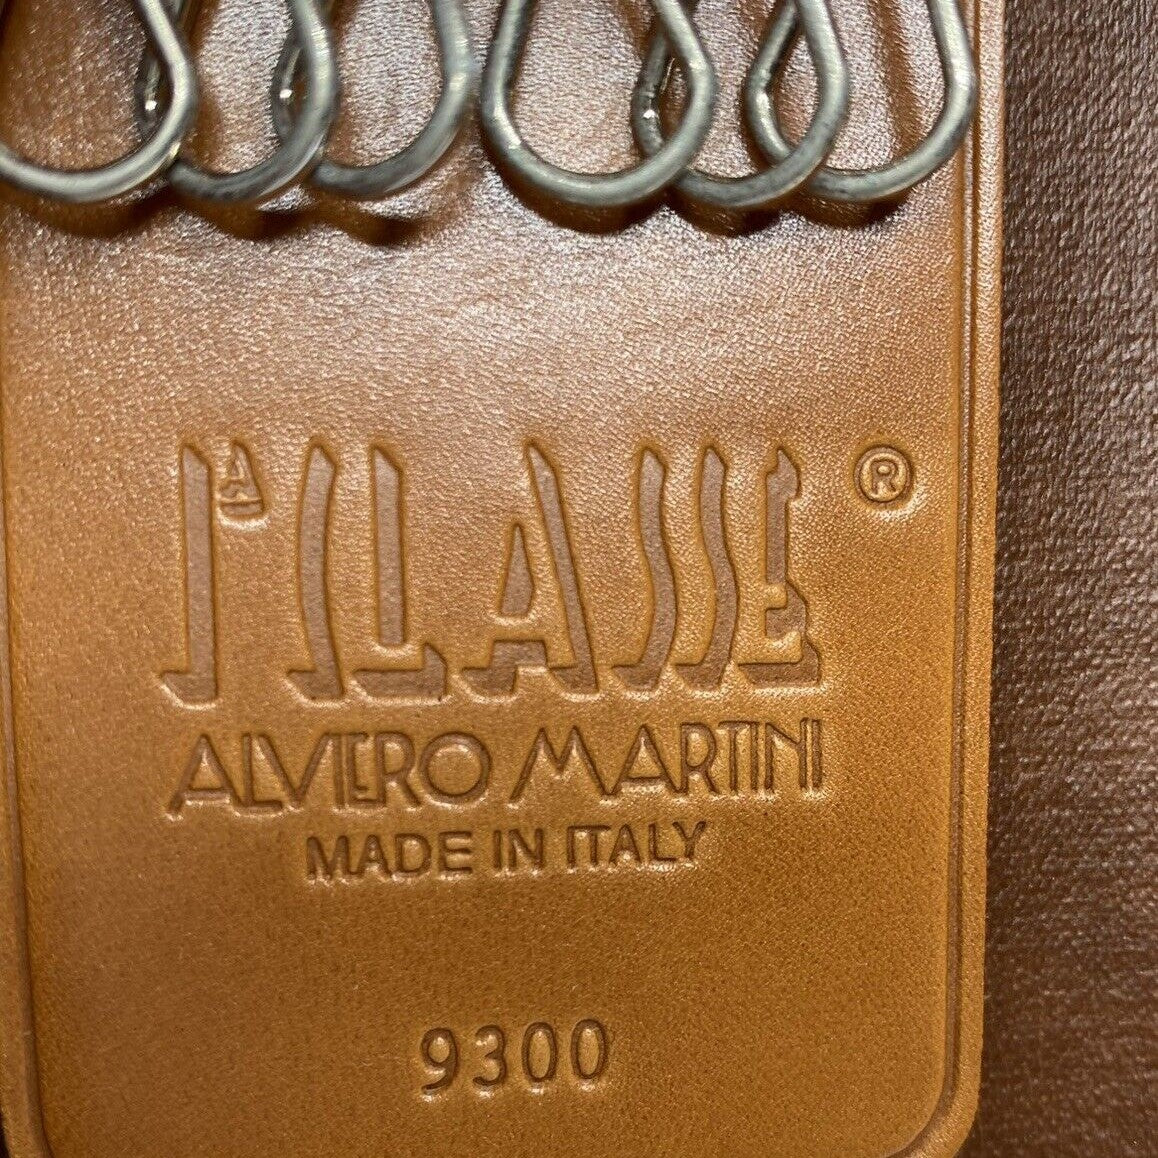 1ᴬ CLASSE ®
ALVIERO MARTINI
MADE IN ITALY
9300